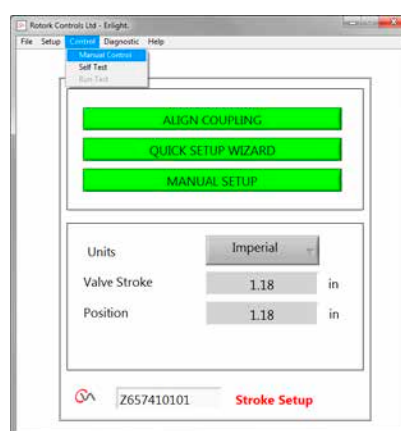 Rotork Controls Ltd - Enlight.
File Setup Control Diagnostic Help
Manual Control
Self Test
Run Test
ALIGN COUPLING
QUICK SETUP WIZARD
MANUAL SETUP
Units Imperial
Valve Stroke 1.18 in
Position 1.18 in
Z657410101 Stroke Setup